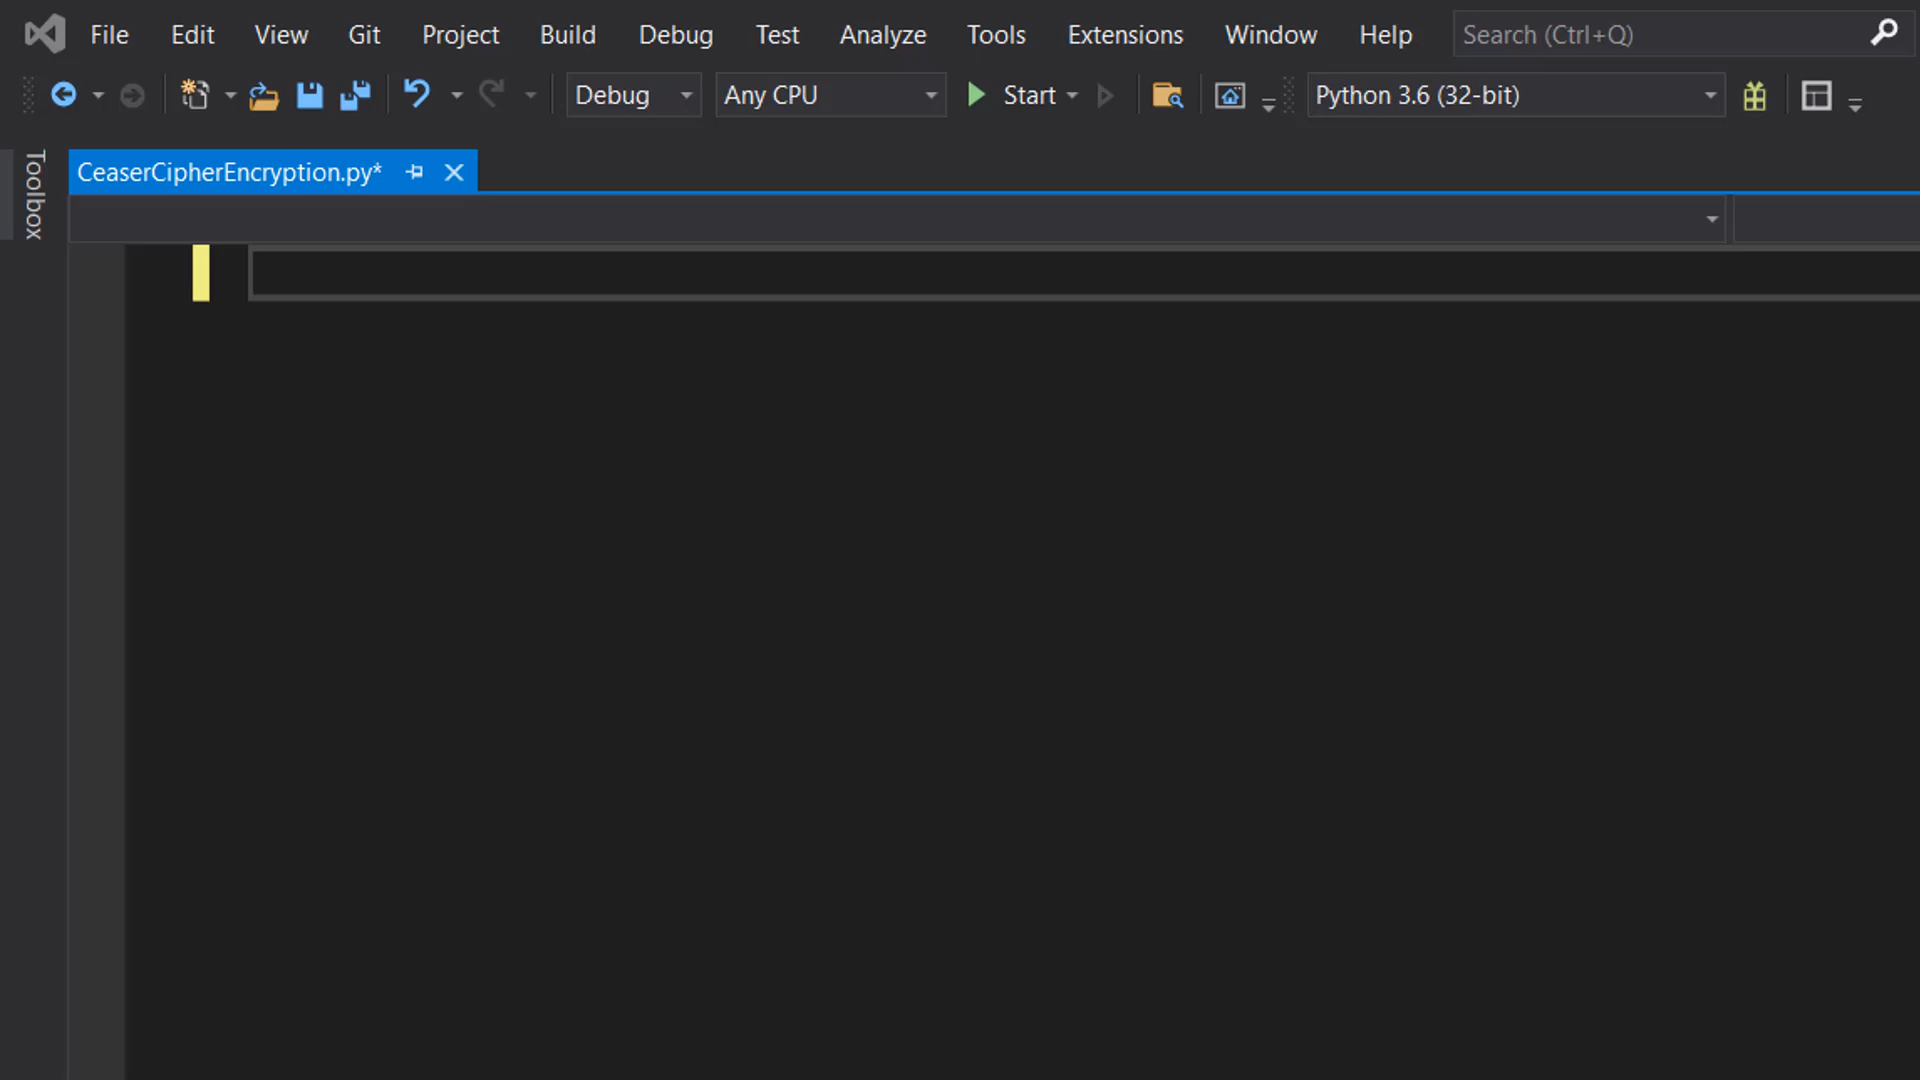 File Edit View Git Project Build Debug Test Analyze Tools Extensions Window Help Search (Ctrl+Q)
Debug Any CPU Start Python 3.6 (32-bit)
Toolbox
CeaserCipherEncryption.py*